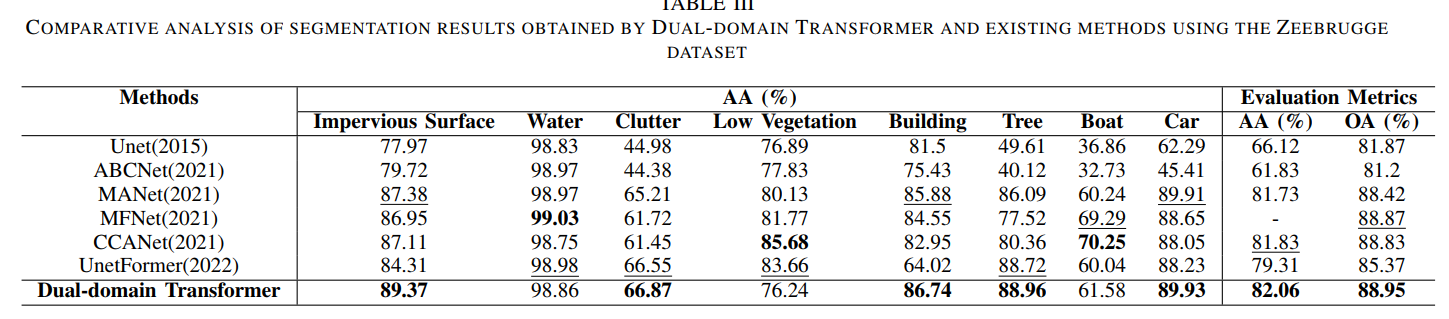 TABLE III
COMPARATIVE ANALYSIS OF SEGMENTATION RESULTS OBTAINED BY DUAL-DOMAIN TRANSFORMER AND EXISTING METHODS USING THE ZEEBRUGGE
DATASET
Methods AA (%) Evaluation Metrics
Impervious Surface Water Clutter Low Vegetation Building Tree Boat Car AA (%) OA (%)
Unet(2015) 77.97 98.83 44.98 76.89 81.5 49.61 36.86 62.29 66.12 81.87
ABCNet(2021) 79.72 98.97 44.38 77.83 75.43 40.12 32.73 45.41 61.83 81.2
MANet(2021) 87.38 98.97 65.21 80.13 85.88 86.09 60.24 89.91 81.73 88.42
MFNet(2021) 86.95 99.03 61.72 81.77 84.55 77.52 69.29 88.65 - 88.87
CCANet(2021) 87.11 98.75 61.45 85.68 82.95 80.36 70.25 88.05 81.83 88.83
UnetFormer(2022) 84.31 98.98 66.55 83.66 64.02 88.72 60.04 88.23 79.31 85.37
Dual-domain Transformer 89.37 98.86 66.87 76.24 86.74 88.96 61.58 89.93 82.06 88.95